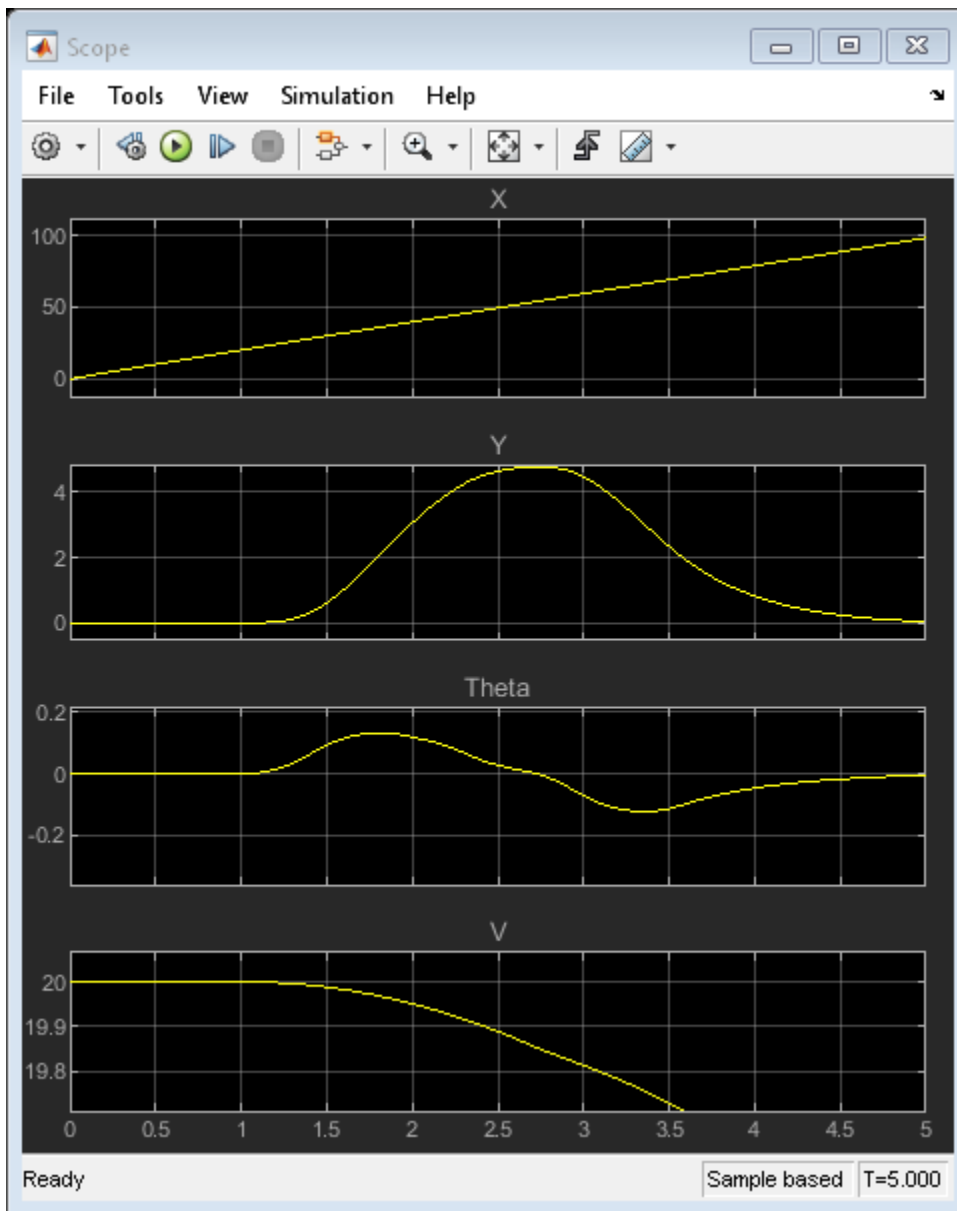 Scope
File Tools View Simulation Help
X
100
50
0
Y
4
2
0
Theta
0.2
0
-0.2
V
20
19.9
19.8
0 0.5 1 1.5 2 2.5 3 3.5 4 4.5 5
Ready Sample based T=5.000